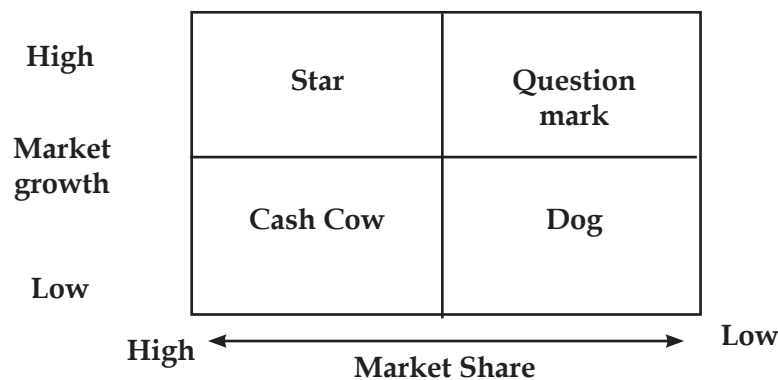 High
Star
Question
mark
Market
growth
Cash Cow
Dog
Low
High
Low
Market Share